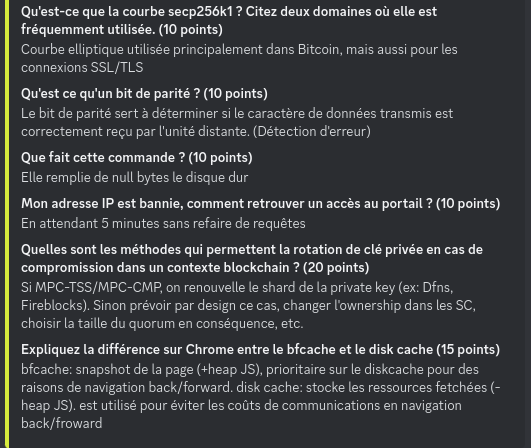 Qu'est-ce que la courbe secp256k1 ? Citez deux domaines où elle est
fréquemment utilisée. (10 points)
Courbe elliptique utilisée principalement dans Bitcoin, mais aussi pour les
connexions SSL/TLS
Qu'est ce qu'un bit de parité ? (10 points)
Le bit de parité sert à déterminer si le caractère de données transmis est
correctement reçu par l'unité distante. (Détection d'erreur)
Que fait cette commande ? (10 points)
Elle remplie de null bytes le disque dur
Mon adresse IP est bannie, comment retrouver un accès au portail ? (10 points)
En attendant 5 minutes sans refaire de requêtes
Quelles sont les méthodes qui permettent la rotation de clé privée en cas de
compromission dans un contexte blockchain ? (20 points)
Si MPC-TSS/MPC-CMP, on renouvelle le shard de la private key (ex: Dfns,
Fireblocks). Sinon prévoir par design ce cas, changer l'ownership dans les SC,
choisir la taille du quorum en conséquence, etc.
Expliquez la différence sur Chrome entre le bfcache et le disk cache (15 points)
bfcache: snapshot de la page (+heap JS), prioritaire sur le diskcache pour des
raisons de navigation back/forward. disk cache: stocke les ressources fetchées (-
heap JS). est utilisé pour éviter les coûts de communications en navigation
back/froward